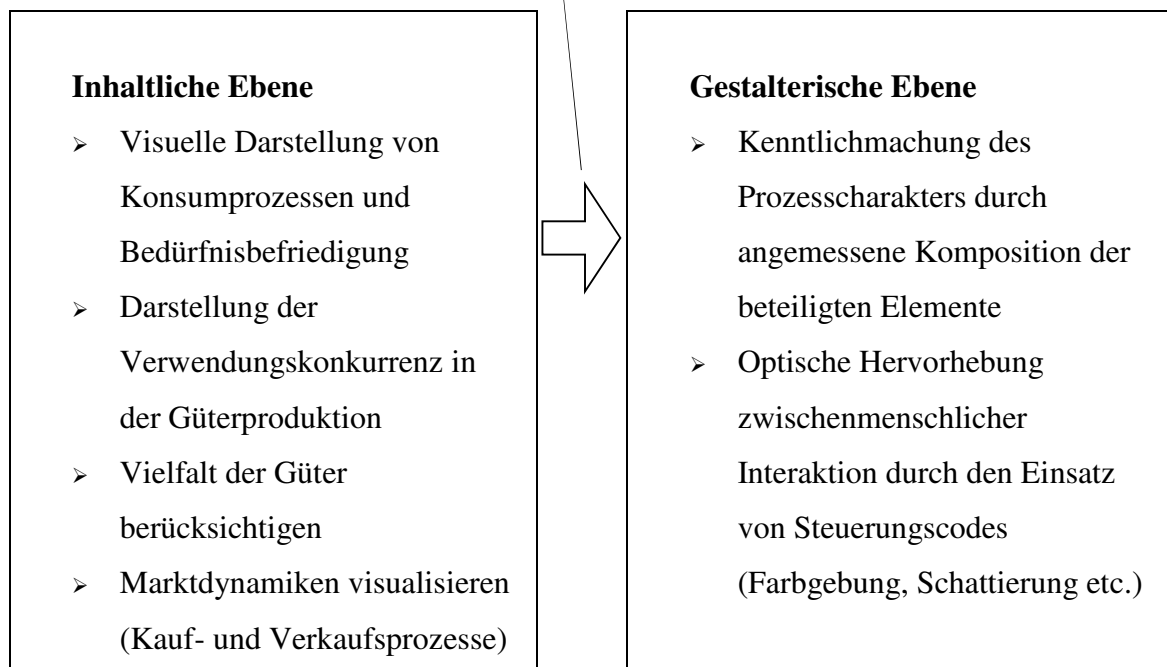 Inhaltliche Ebene
➢ Visuelle Darstellung von
Konsumprozessen und
Bedürfnisbefriedigung
➢ Darstellung der
Verwendungskonkurrenz in
der Güterproduktion
➢ Vielfalt der Güter
berücksichtigen
➢ Marktdynamiken visualisieren
(Kauf- und Verkaufsprozesse)
Gestalterische Ebene
➢ Kenntlichmachung des
Prozesscharakters durch
angemessene Komposition der
beteiligten Elemente
➢ Optische Hervorhebung
zwischenmenschlicher
Interaktion durch den Einsatz
von Steuerungscodes
(Farbgebung, Schattierung etc.)